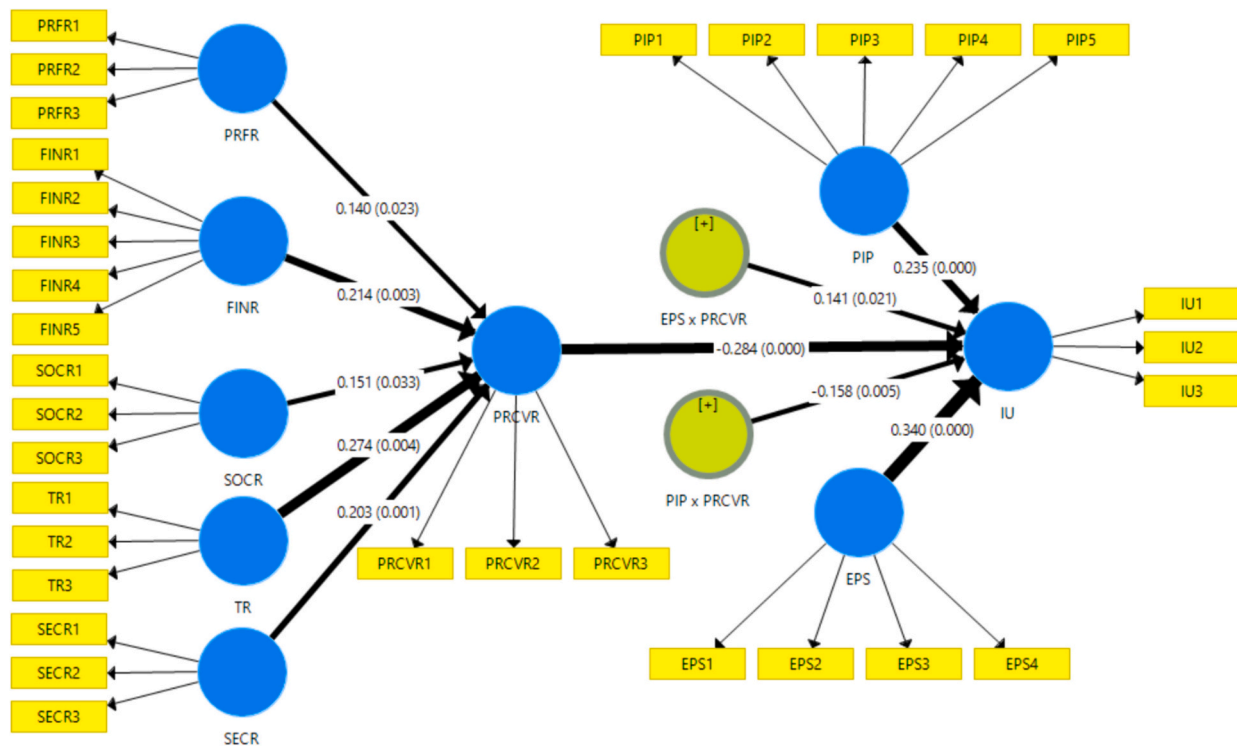 PRFR1
PRFR2
PRFR3
PRFR
FINR1
FINR2
FINR3
FINR4
FINR5
FINR
SOCR1
SOCR2
SOCR3
SOCR
TR1
TR2
TR3
TR
SECR1
SECR2
SECR3
SECR
0.140 (0.023)
0.214 (0.003)
0.151 (0.033)
0.274 (0.004)
0.203 (0.001)
PRCVR
PRCVR1
PRCVR2
PRCVR3
PIP1
PIP2
PIP3
PIP4
PIP5
PIP
[+]
EPS x PRCVR
0.235 (0.000)
0.141 (0.021)
-0.284 (0.000)
-0.158 (0.005)
0.340 (0.000)
[+]
PIP x PRCVR
IU
IU1
IU2
IU3
EPS
EPS1
EPS2
EPS3
EPS4